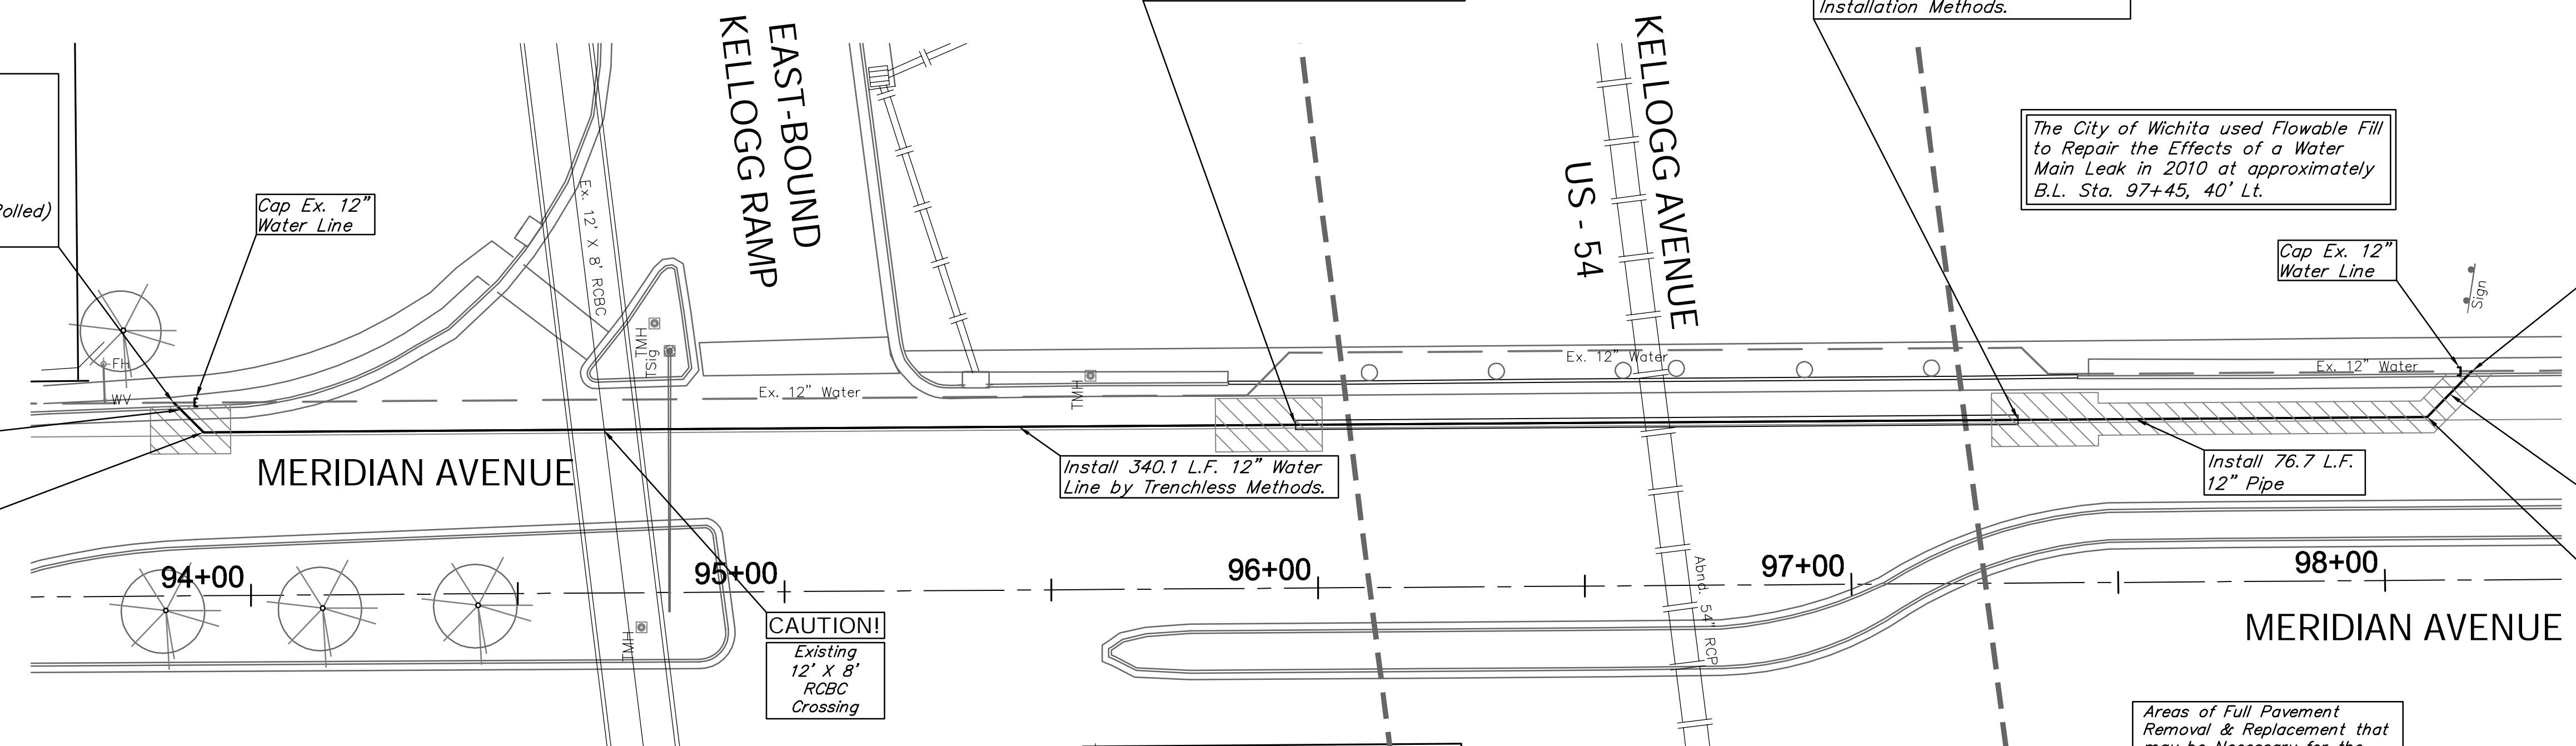 Installation Methods.
EAST-BOUND
KELLOGG RAMP
KELLOGG AVENUE
US - 54
The City of Wichita used Flowable Fill
to Repair the Effects of a Water
Main Leak in 2010 at approximately
B.L. Sta. 97+45, 40' Lt.
Cap Ex. 12"
Water Line
Cap Ex. 12"
Water Line
Sign
Ex. 12' X 8' RCBC
TMH
TSig
FH
WV
Ex. 12" Water
TMH
Ex. 12" Water
Ex. 12" Water
MERIDIAN AVENUE
Install 340.1 L.F. 12" Water
Line by Trenchless Methods.
Install 76.7 L.F.
12" Pipe
94+00
95+00
96+00
97+00
98+00
Abnd. 54" RCP
TMH
CAUTION!
Existing
12' X 8'
RCBC
Crossing
MERIDIAN AVENUE
Areas of Full Pavement
Removal & Replacement that
may be Necessary for the